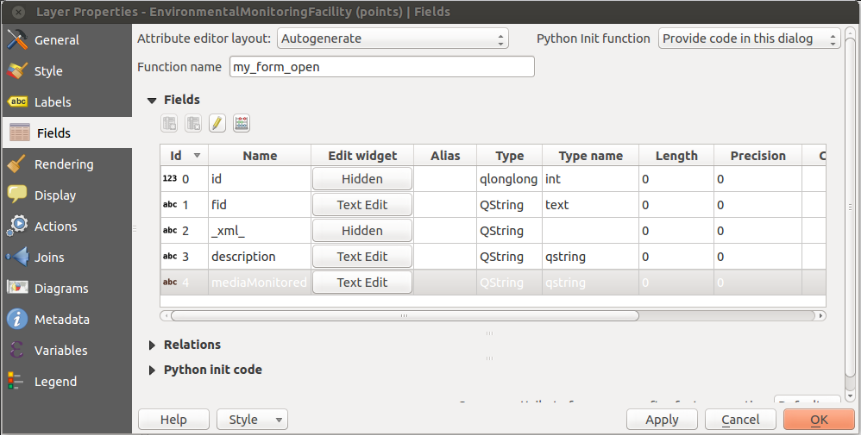 Layer Properties - EnvironmentalMonitoringFacility (points) | Fields
General
Style
Labels
Fields
Rendering
Display
Actions
Joins
Diagrams
Metadata
Variables
Legend
Attribute editor layout: Autogenerate Python Init function Provide code in this dialog
Function name my_form_open
Fields
Id Name Edit widget Alias Type Type name Length Precision C
123 0 id Hidden qlonglong int 0 0
abc 1 fid Text Edit QString text 0 0
abc 2 _xml_ Hidden QString 0 0
abc 3 description Text Edit QString qstring 0 0
abc 4 mediaMonitored Text Edit QString qstring 0 0
Relations
Python init code
Help Style Apply Cancel OK